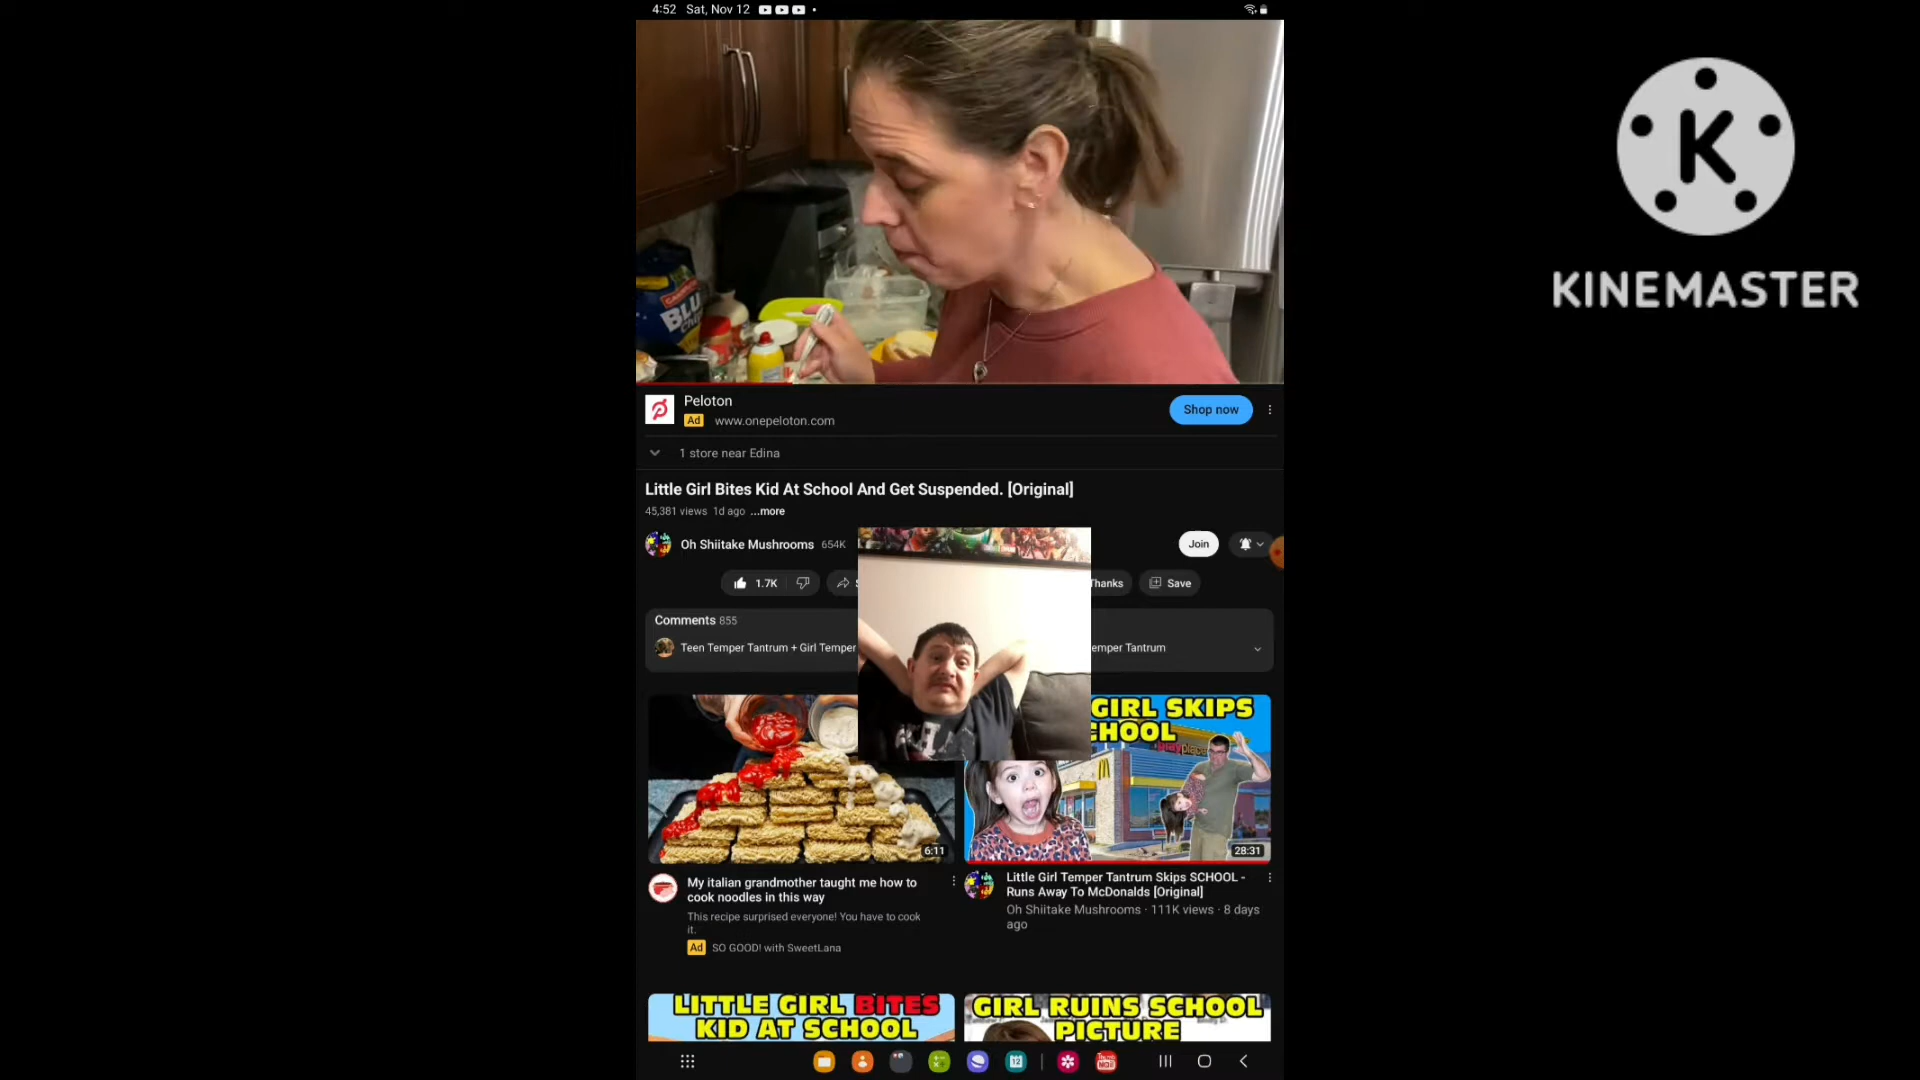 4:52 Sat, Nov 12
KINEMASTER
BLU
Peloton
Ad www.onepeloton.com
Shop now
1 store near Edina
Little Girl Bites Kid At School And Get Suspended. [Original]
45,381 views 1d ago ...more
Oh Shiitake Mushrooms 654K
Join
1.7K
Thanks
Save
Comments 855
Teen Temper Tantrum + Girl Temper
emper Tantrum
GIRL SKIPS
CHOOL
playplac
6:11
28:31
My italian grandmother taught me how to
cook noodles in this way
This recipe surprised everyone! You have to cook
it.
Ad SO GOOD! with SweetLana
Little Girl Temper Tantrum Skips SCHOOL -
Runs Away To McDonalds [Original]
Oh Shiitake Mushrooms · 111K views · 8 days
ago
LITTLE GIRL BITES
KID AT SCHOOL
GIRL RUINS SCHOOL
PICTURE
12